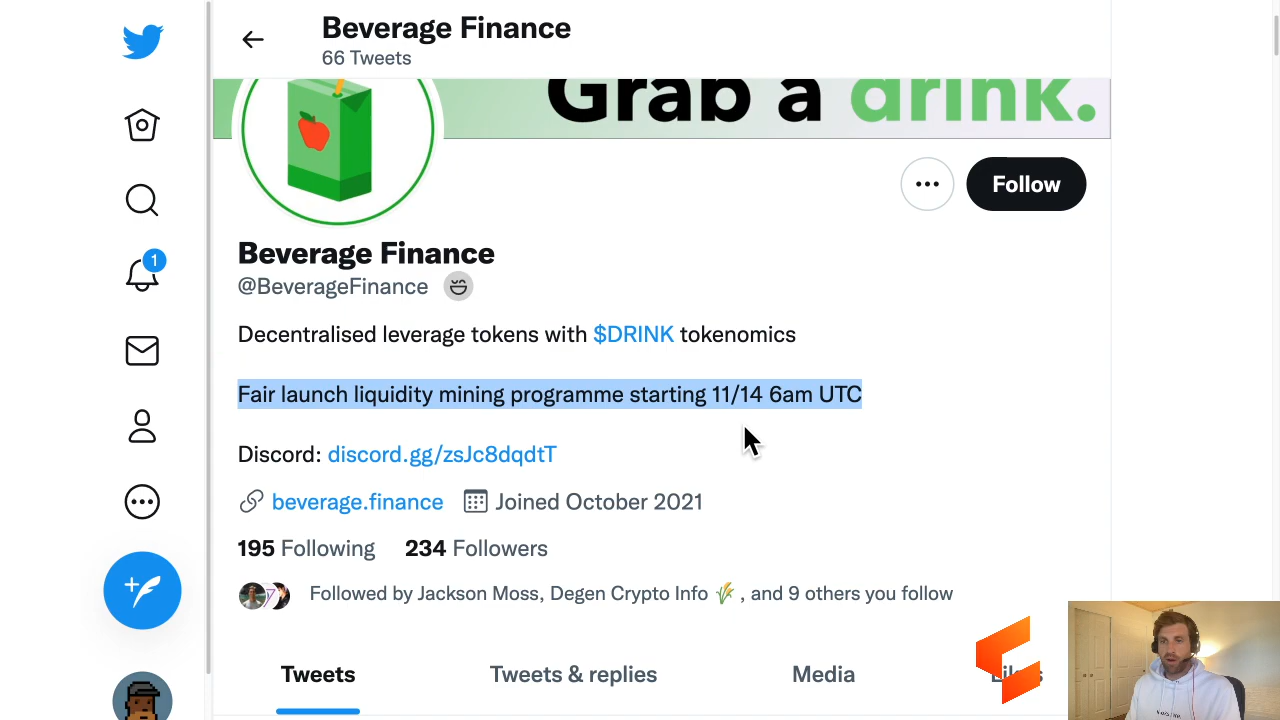 Beverage Finance
66 Tweets
Grab a drink.
Follow
Beverage Finance
@BeverageFinance
Decentralised leverage tokens with $DRINK tokenomics
Fair launch liquidity mining programme starting 11/14 6am UTC
Discord: discord.gg/zsJc8dqdtT
beverage.finance Joined October 2021
195 Following 234 Followers
Followed by Jackson Moss, Degen Crypto Info 🌾 , and 9 others you follow
Tweets Tweets & replies Media Likes
1